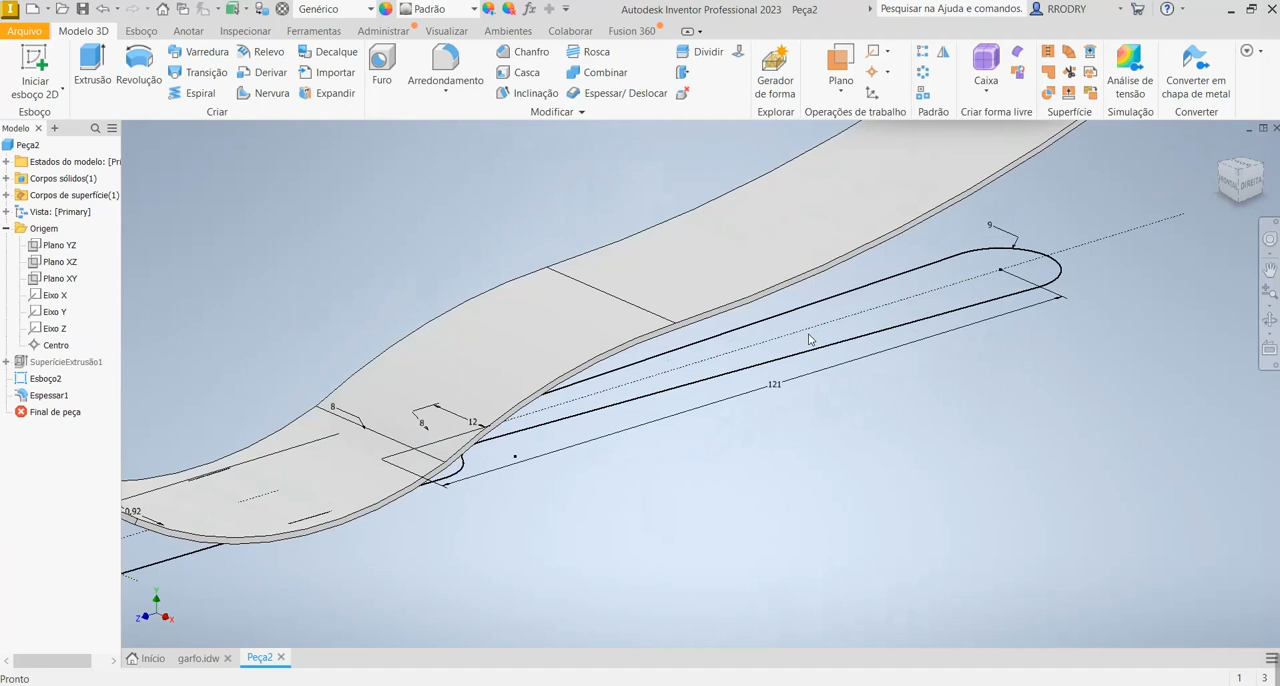 Genérico
Padrão
Autodesk Inventor Professional 2023
Peça2
Pesquisar na Ajuda e comandos.
RRODRY
Arquivo
Modelo 3D
Esboço
Anotar
Inspecionar
Ferramentas
Administrar
Visualizar
Ambientes
Colaborar
Fusion 360
Iniciar
esboço 2D
Extrusão
Revolução
Varredura
Relevo
Decalque
Transição
Derivar
Importar
Espiral
Nervura
Expandir
Furo
Arredondamento
Chanfro
Rosca
Dividir
Casca
Combinar
Inclinação
Espessar/ Deslocar
Gerador
de forma
Plano
Caixa
Análise de
tensão
Converter em
chapa de metal
Esboço
Criar
Modificar
Explorar
Operações de trabalho
Padrão
Criar forma livre
Superfície
Simulação
Converter
Modelo
Peça2
Estados do modelo: [Pri
Corpos sólidos(1)
Corpos de superfície(1)
Vista: [Primary]
Origem
Plano YZ
Plano XZ
Plano XY
Eixo X
Eixo Y
Eixo Z
Centro
SuperícieExtrusão1
Esboço2
Espessar1
Final de peça
FRONTAL
DIREITA
9
121
12
8
8
0,92
Y
Z
X
Início
garfo.idw
Peça2
Pronto
1
3